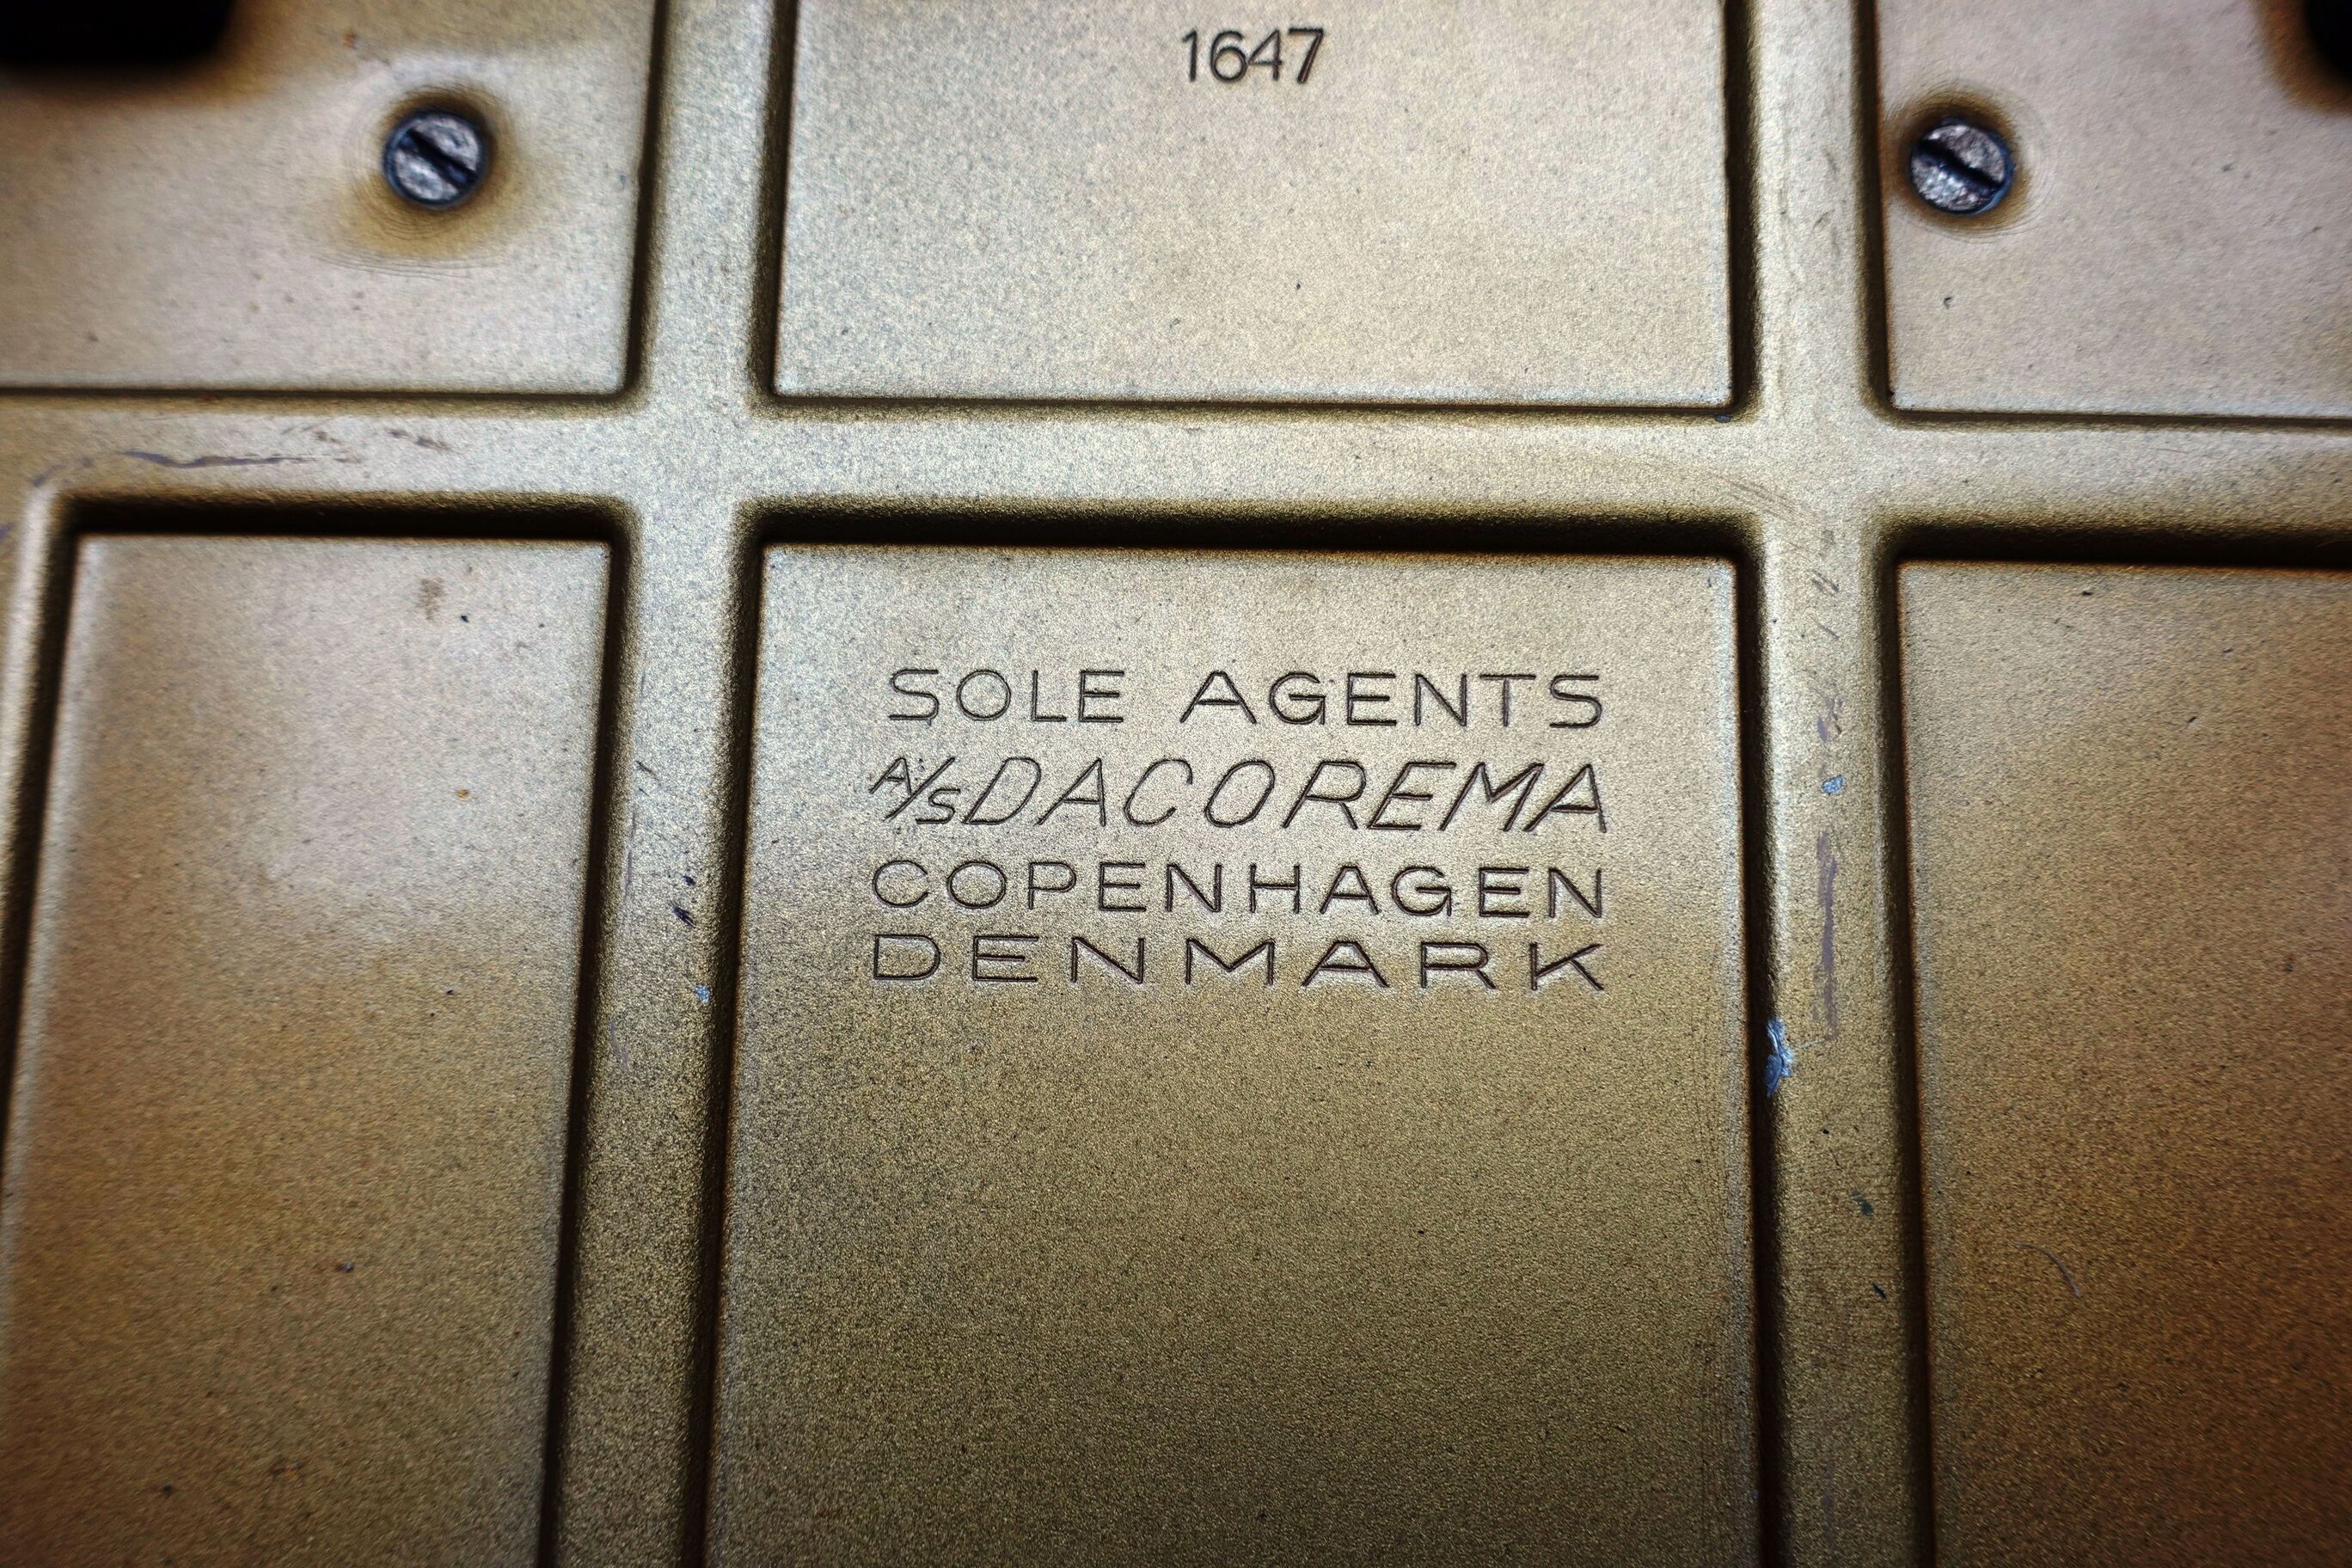 1647
SOLE AGENTS
A/S DACOREMA
COPENHAGEN
DENMARK